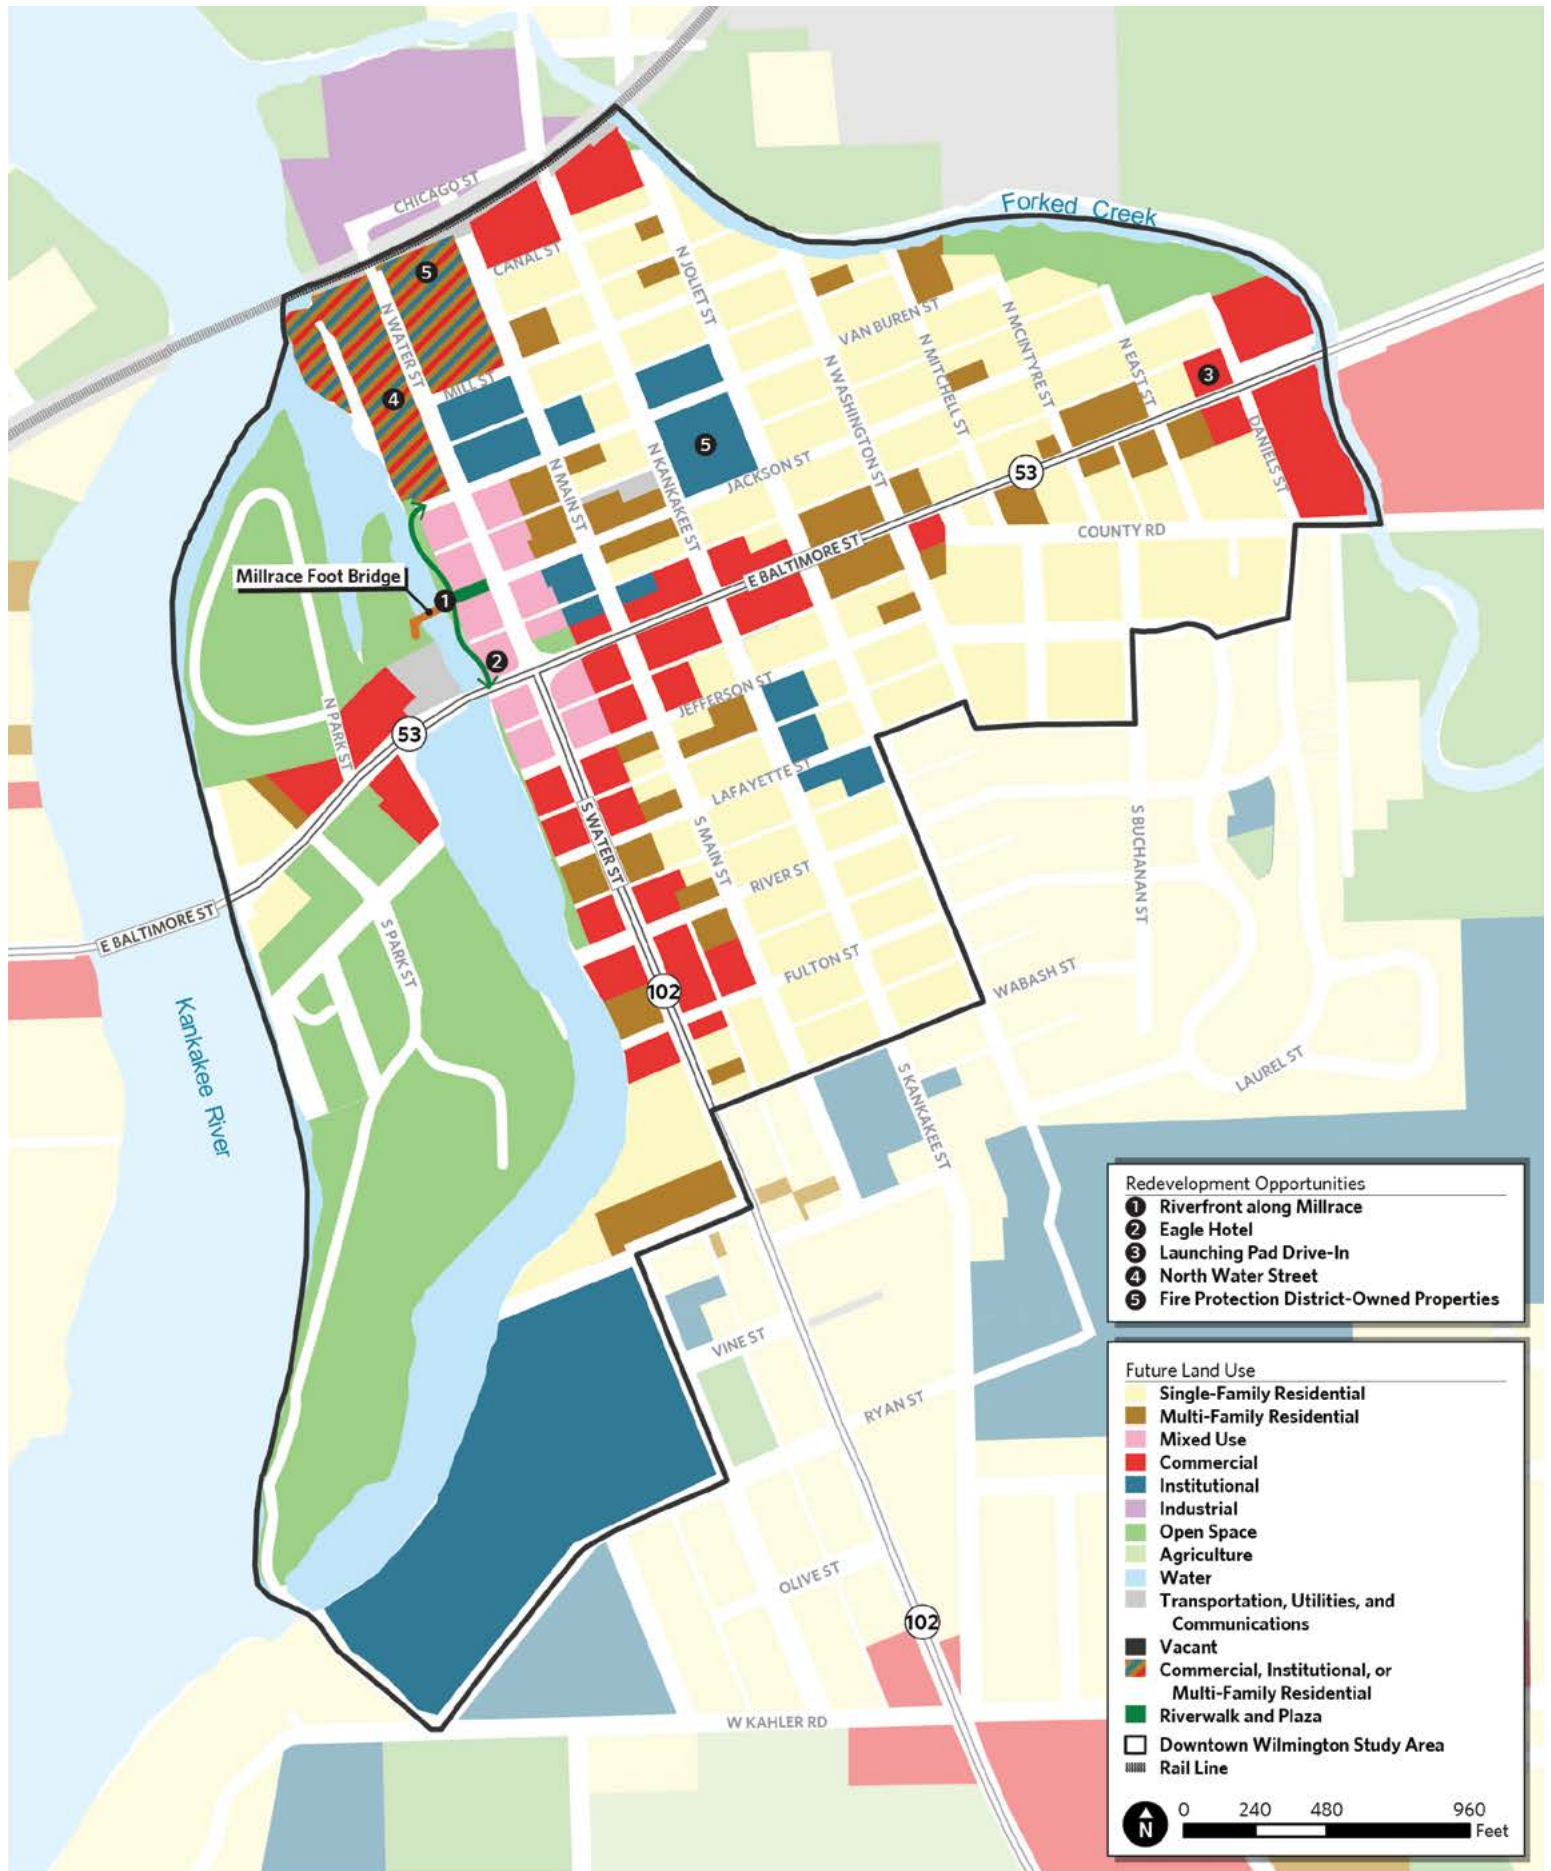 CHICAGO ST
Forked Creek
5
CANAL ST
N JOLIET ST
N WATER ST
VAN BUREN ST
N MCINTYRE ST
N MITCHELL ST
N EAST ST
N WASHINGTON ST
3
MILL ST
4
DANIELS ST
5
N KANKAKEE ST
JACKSON ST
N MAIN ST
53
COUNTY RD
E BALTIMORE ST
Millrace Foot Bridge
1
2
JEFFERSON ST
N PARK ST
53
LAFAYETTE ST
S WATER ST
S MAIN ST
S BUCHANAN ST
RIVER ST
E BALTIMORE ST
S PARK ST
FULTON ST
WABASH ST
102
Kankakee River
S KANKAKEE ST
LAUREL ST
VINE ST
RYAN ST
OLIVE ST
102
W KAHLER RD
Redevelopment Opportunities
1 Riverfront along Millrace
2 Eagle Hotel
3 Launching Pad Drive-In
4 North Water Street
5 Fire Protection District-Owned Properties
Future Land Use
Single-Family Residential
Multi-Family Residential
Mixed Use
Commercial
Institutional
Industrial
Open Space
Agriculture
Water
Transportation, Utilities, and
Communications
Vacant
Commercial, Institutional, or
Multi-Family Residential
Riverwalk and Plaza
Downtown Wilmington Study Area
Rail Line
N
0 240 480 960
Feet